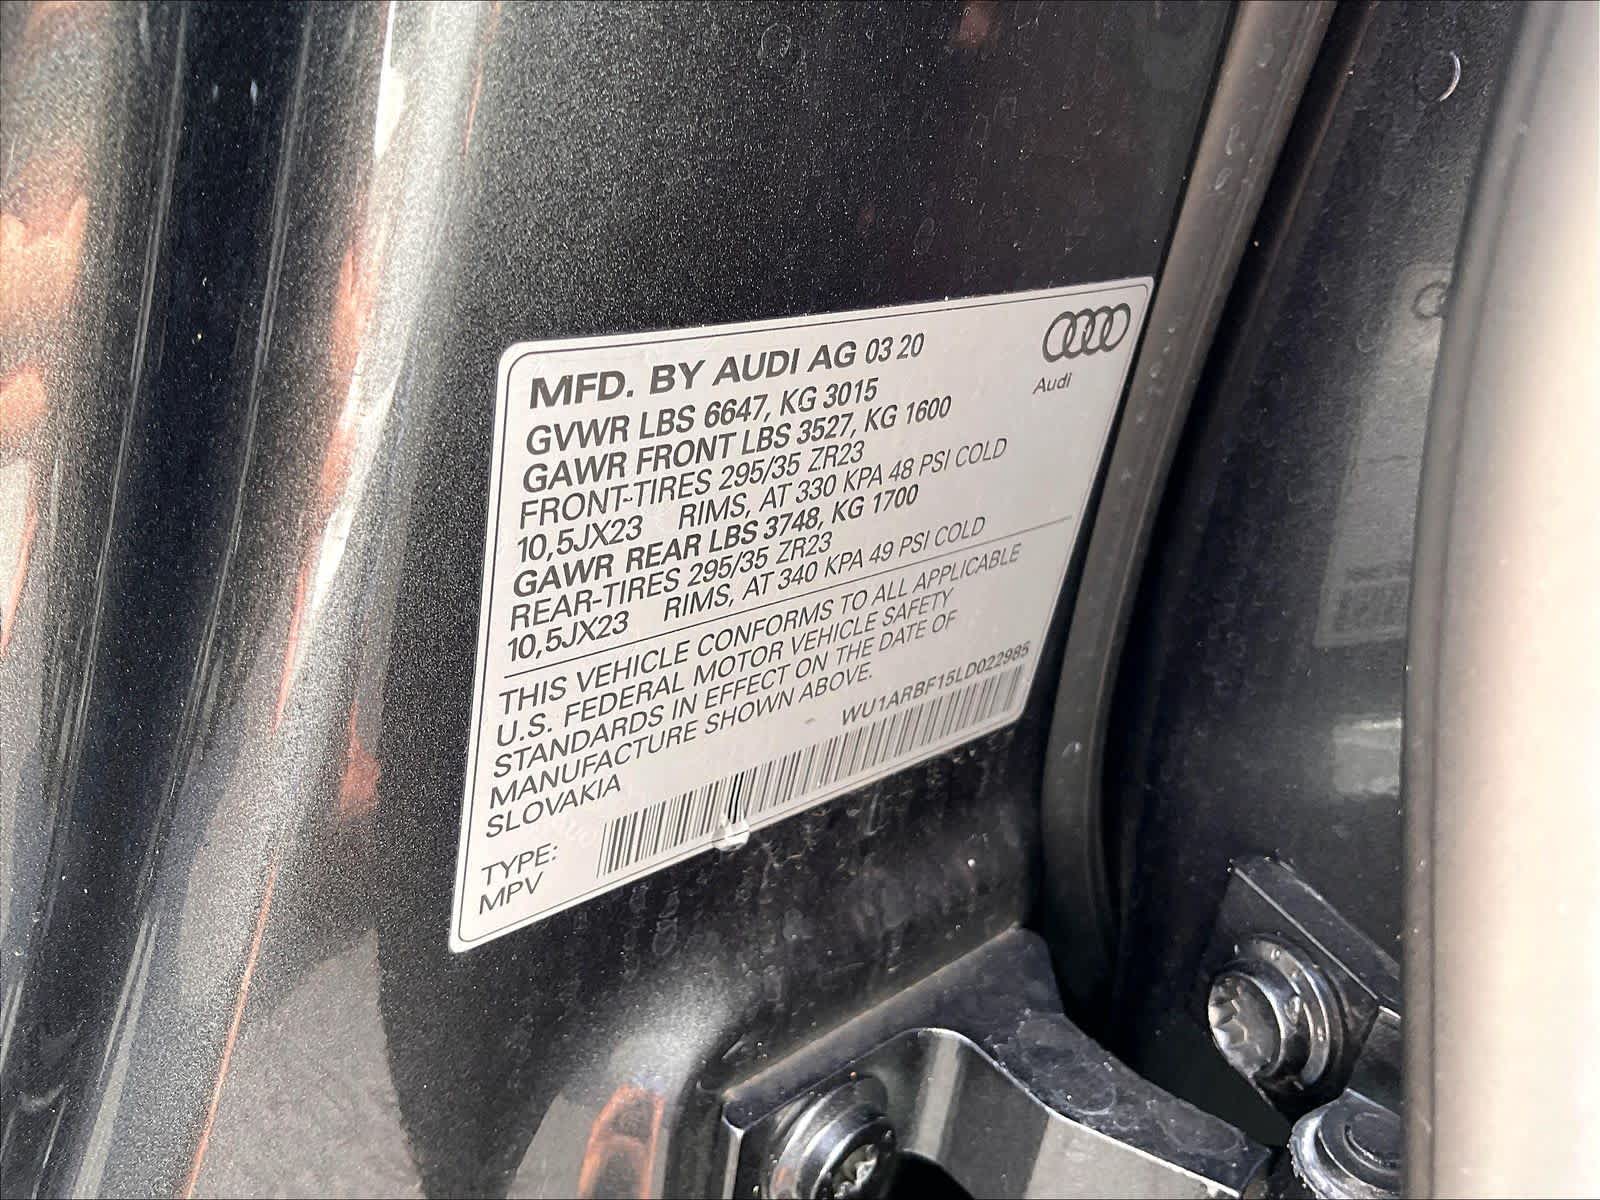 MFD. BY AUDI AG 03 20
Audi
GVWR LBS 6647, KG 3015
GAWR FRONT LBS 3527, KG 1600
FRONT-TIRES 295/35 ZR23
10,5JX23 RIMS, AT 330 KPA 48 PSI COLD
GAWR REAR LBS 3748, KG 1700
REAR-TIRES 295/35 ZR23
10,5JX23 RIMS, AT 340 KPA 49 PSI COLD
THIS VEHICLE CONFORMS TO ALL APPLICABLE
U.S. FEDERAL MOTOR VEHICLE SAFETY
STANDARDS IN EFFECT ON THE DATE OF
MANUFACTURE SHOWN ABOVE.
SLOVAKIA
WU1ARBF15LD022985
TYPE:
MPV